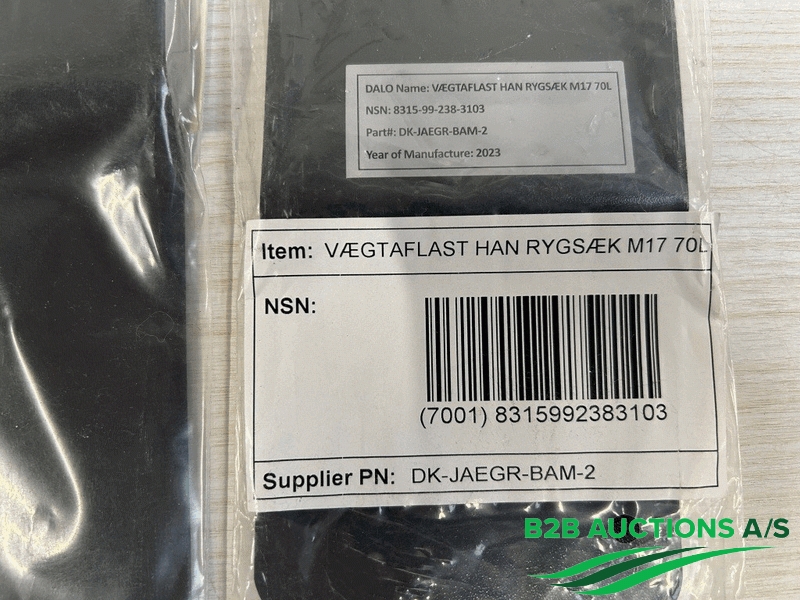 DALO Name: VÆGTAFLAST HAN RYGSÆK M17 70L
NSN: 8315-99-238-3103
Part#: DK-JAEGR-BAM-2
Year of Manufacture: 2023
Item: VÆGTAFLAST HAN RYGSÆK M17 70L
NSN:
(7001) 8315992383103
Supplier PN: DK-JAEGR-BAM-2
B2B AUCTIONS A/S